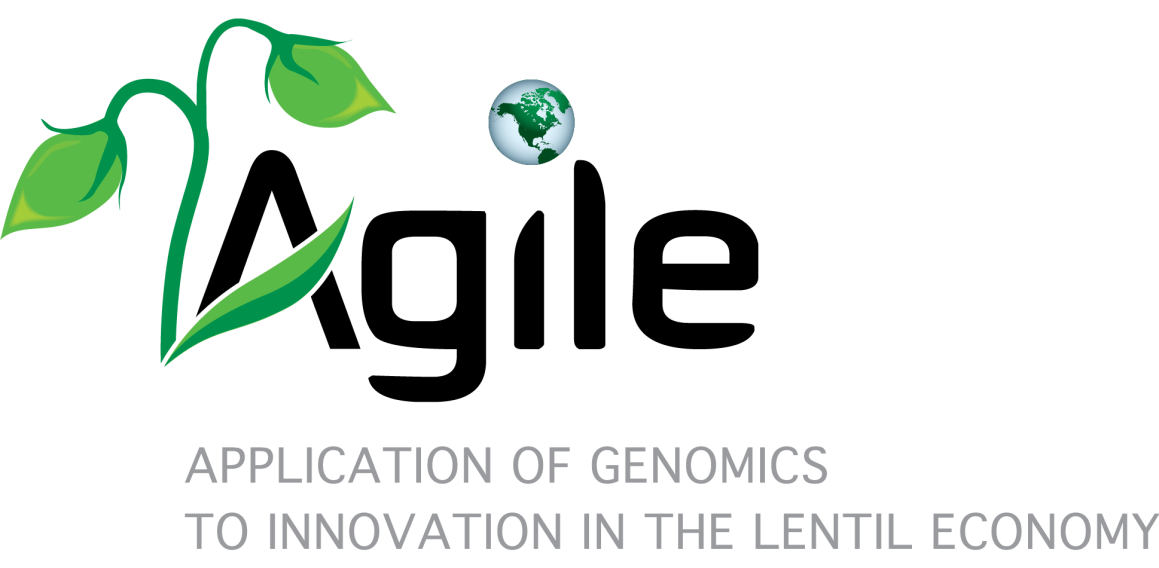 Agile
APPLICATION OF GENOMICS
TO INNOVATION IN THE LENTIL ECONOMY